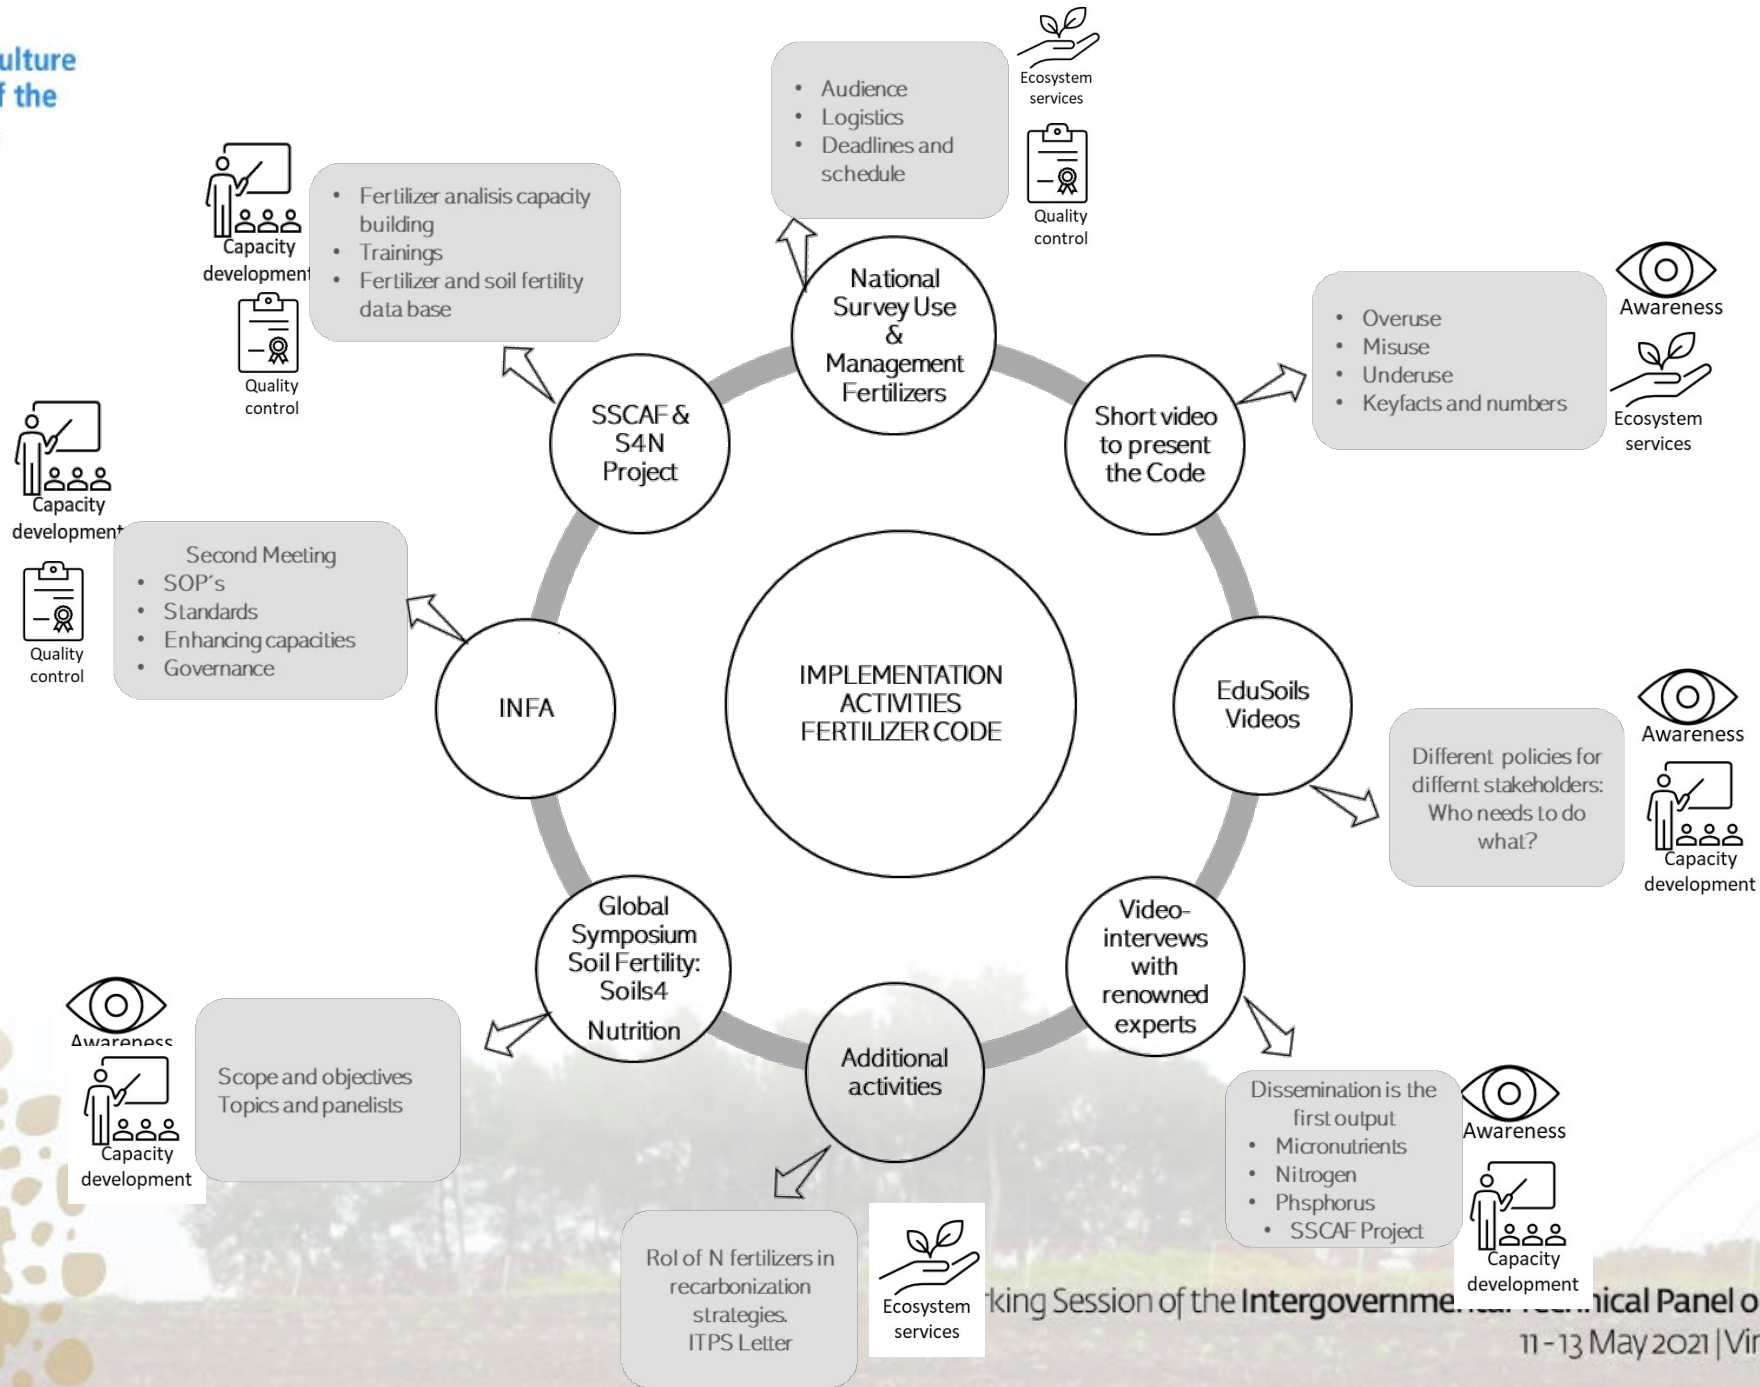 Ecosystem
services
• Audience
• Logistics
• Deadlines and
schedule
Quality
control
Capacity
development
• Fertilizer analisis capacity
building
• Trainings
• Fertilizer and soil fertility
data base
Quality
control
National
Survey Use
&
Management
Fertilizers
Awareness
• Overuse
• Misuse
• Underuse
• Keyfacts and numbers
Ecosystem
services
SSCAF &
S4N
Project
Short video
to present
the Code
Capacity
development
Second Meeting
• SOP´s
• Standards
• Enhancing capacities
• Governance
Quality
control
INFA
IMPLEMENTATION
ACTIVITIES
FERTILIZER CODE
EduSoils
Videos
Awareness
Different policies for
differnt stakeholders:
Who needs to do
what?
Capacity
development
Global
Symposium
Soil Fertility:
Soils4
Nutrition
Video-
intervews
with
renowned
experts
Additional
activities
Awareness
Capacity
development
Scope and objectives
Topics and panelists
Dissemination is the
first output
• Micronutrients
• Nitrogen
• Phsphorus
• SSCAF Project
Awareness
Capacity
development
Rol of N fertilizers in
recarbonization
strategies.
ITPS Letter
Ecosystem
services
Session of the Panel
11 - 13 May 2021 |